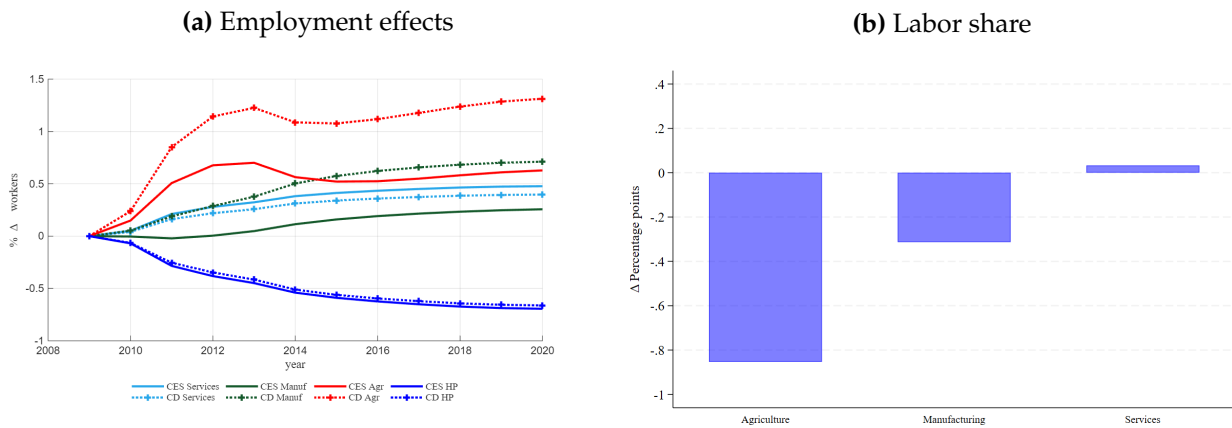 (a) Employment effects
1.5
1
0.5
0
-0.5
-1
% Δ workers
2008 2010 2012 2014 2016 2018 2020
year
CES Services CES Manuf CES Agr CES HP
CD Services CD Manuf CD Agr CD HP
(b) Labor share
.4
.2
0
-.2
-.4
-.6
-.8
-1
Δ Percentage points
Agriculture Manufacturing Services